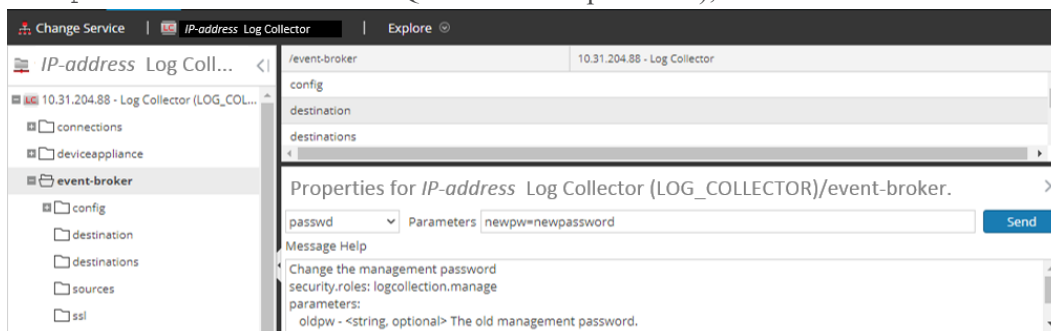 Change Service | LC IP-address Log Collector | Explore
IP-address Log Coll...
/event-broker 10.31.204.88 - Log Collector
config
destination
destinations
LC 10.31.204.88 - Log Collector (LOG_COL...
connections
deviceappliance
event-broker
config
destination
destinations
sources
ssl
Properties for IP-address Log Collector (LOG_COLLECTOR)/event-broker.
passwd Parameters newpw=newpassword Send
Message Help
Change the management password
security.roles: logcollection.manage
parameters:
oldpw - <string, optional> The old management password.